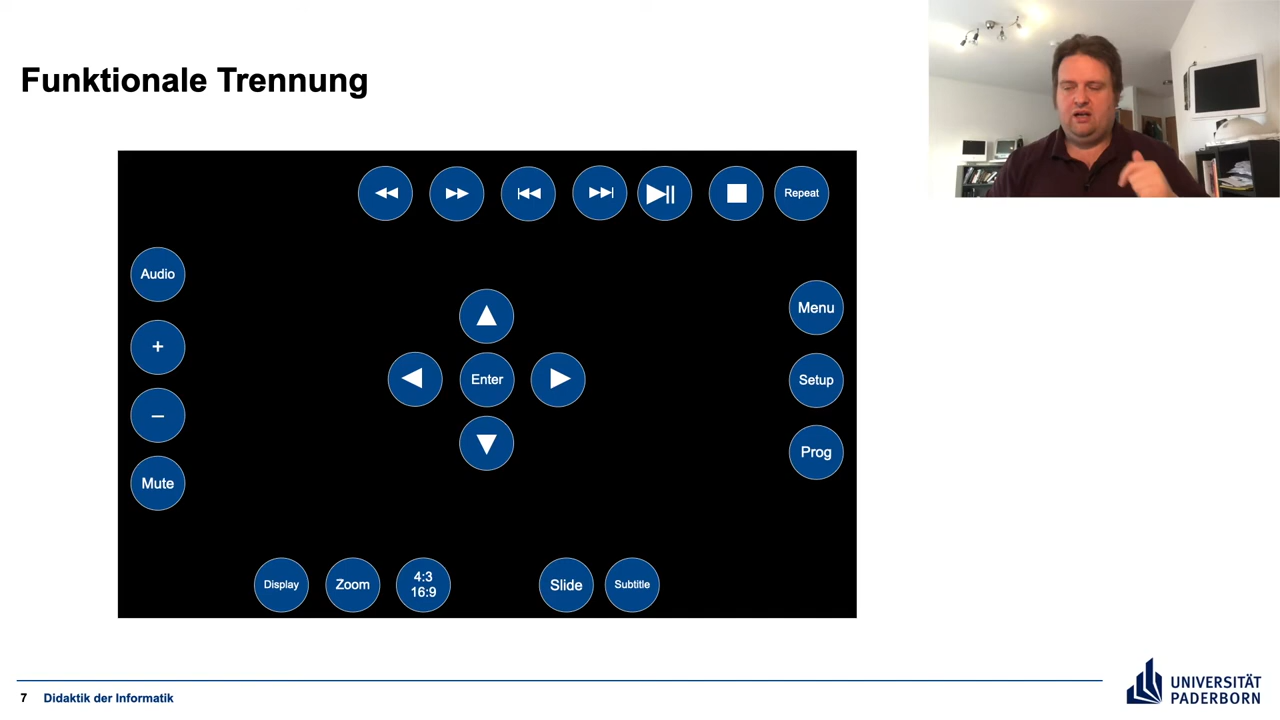 Funktionale Trennung
Repeat
Audio
+
–
Mute
Enter
Menu
Setup
Prog
Display
Zoom
4:3
16:9
Slide
Subtitle
7 Didaktik der Informatik
UNIVERSITÄT
PADERBORN